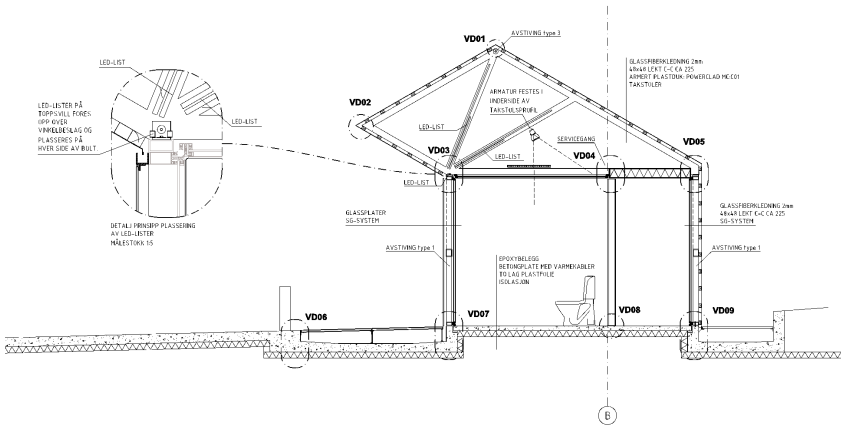 VD01
AVSTIVING type 3
LED-LIST
GLASSFIBERKLEDNING 2mm
48x48 LEKT C-C CA 225
ARMERT PLASTDUK: POWERCLAD MC C01
TAKSTOLER
LED-LISTER PÅ
TOPPSVILL FØRES
OPP OVER
VINKELBESLAG OG
PLASSERES PÅ
HVER SIDE AV BULT.
LED-LIST
VD02
ARMATUR FESTES I
UNDERSIDE AV
TAKSTOLSPROFIL
LED-LIST
SERVICEGANG
VD03
VD04
VD05
LED-LIST
LED-LIST
DETALJ PRINSIPP PLASSERING
AV LED-LISTER
MÅLESTOKK 1:5
GLASSPLATER
SG-SYSTEM
GLASSFIBERKLEDNING 2mm
48x48 LEKT C-C CA 225
SG-SYSTEM
AVSTIVING type 1
AVSTIVING type 1
EPOXYBELEGG
BETONGPLATE MED VARMEKABLER
TO LAG PLASTFOLIE
ISOLASJON
VD06
VD07
VD08
VD09
B